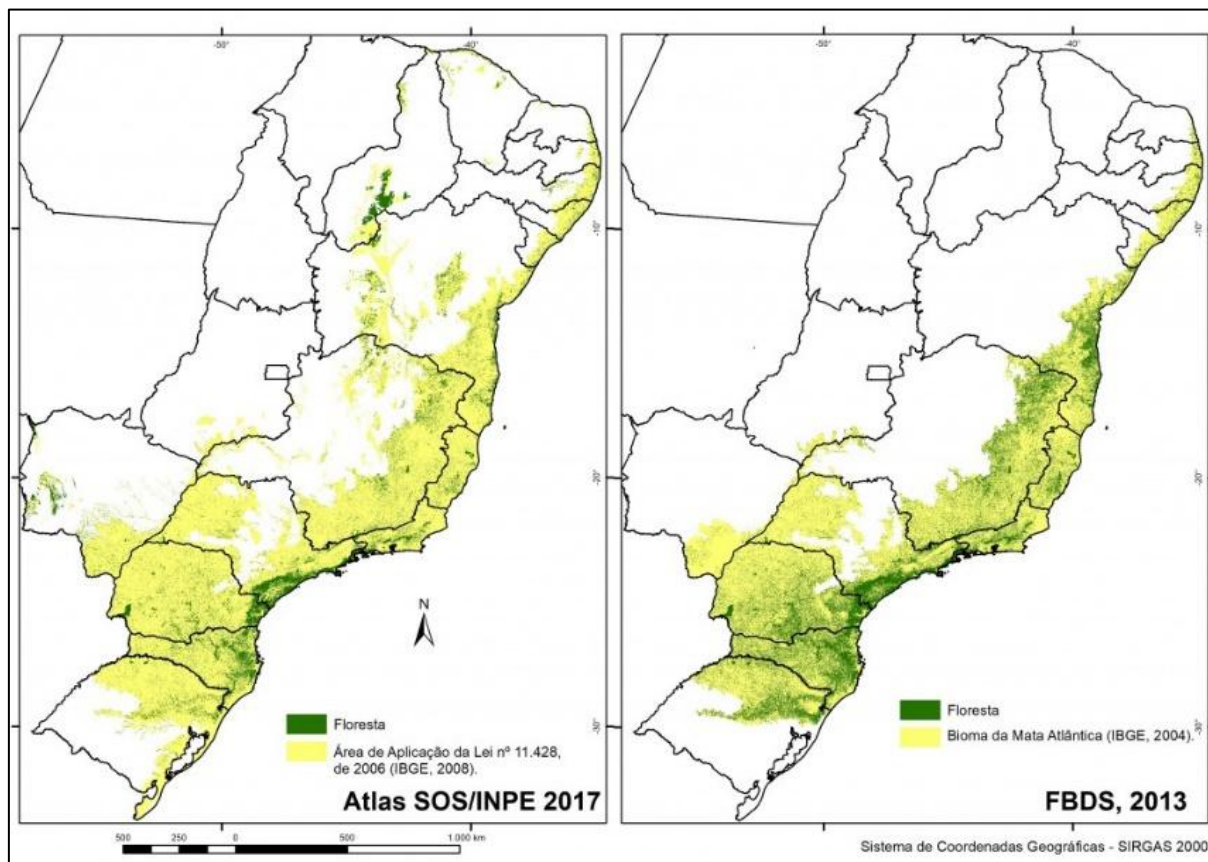 -50°
-40°
-10°
-20°
-30°
N
Floresta
Área de Aplicação da Lei nº 11.428,
de 2006 (IBGE, 2008).
Atlas SOS/INPE 2017
500 250 0 500 1.000 km
-50°
-40°
-10°
-20°
-30°
Floresta
Bioma da Mata Atlântica (IBGE, 2004).
FBDS, 2013
Sistema de Coordenadas Geográficas - SIRGAS 2000